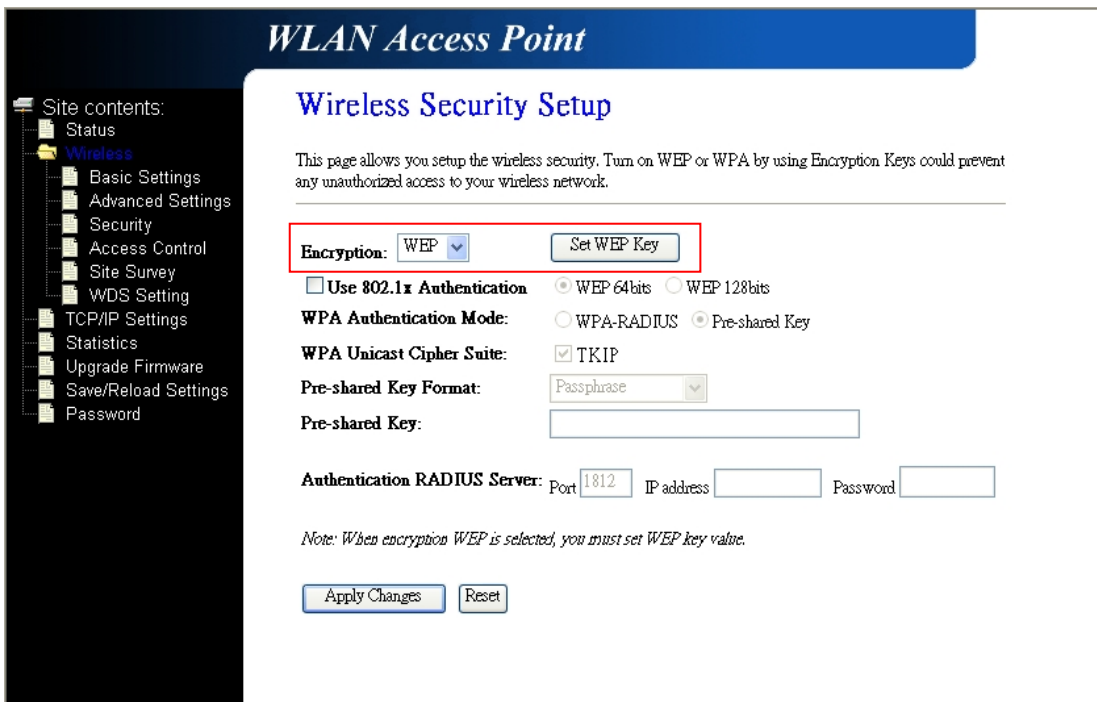 WLAN Access Point
Site contents:
Status
Wireless
Basic Settings
Advanced Settings
Security
Access Control
Site Survey
WDS Setting
TCP/IP Settings
Statistics
Upgrade Firmware
Save/Reload Settings
Password
Wireless Security Setup
This page allows you setup the wireless security. Turn on WEP or WPA by using Encryption Keys could prevent
any unauthorized access to your wireless network.
Encryption: WEP Set WEP Key
Use 802.1x Authentication WEP 64bits WEP 128bits
WPA Authentication Mode: WPA-RADIUS Pre-shared Key
WPA Unicast Cipher Suite: TKIP
Pre-shared Key Format: Passphrase
Pre-shared Key:
Authentication RADIUS Server: Port 1812 IP address Password
Note: When encryption WEP is selected, you must set WEP key value.
Apply Changes Reset